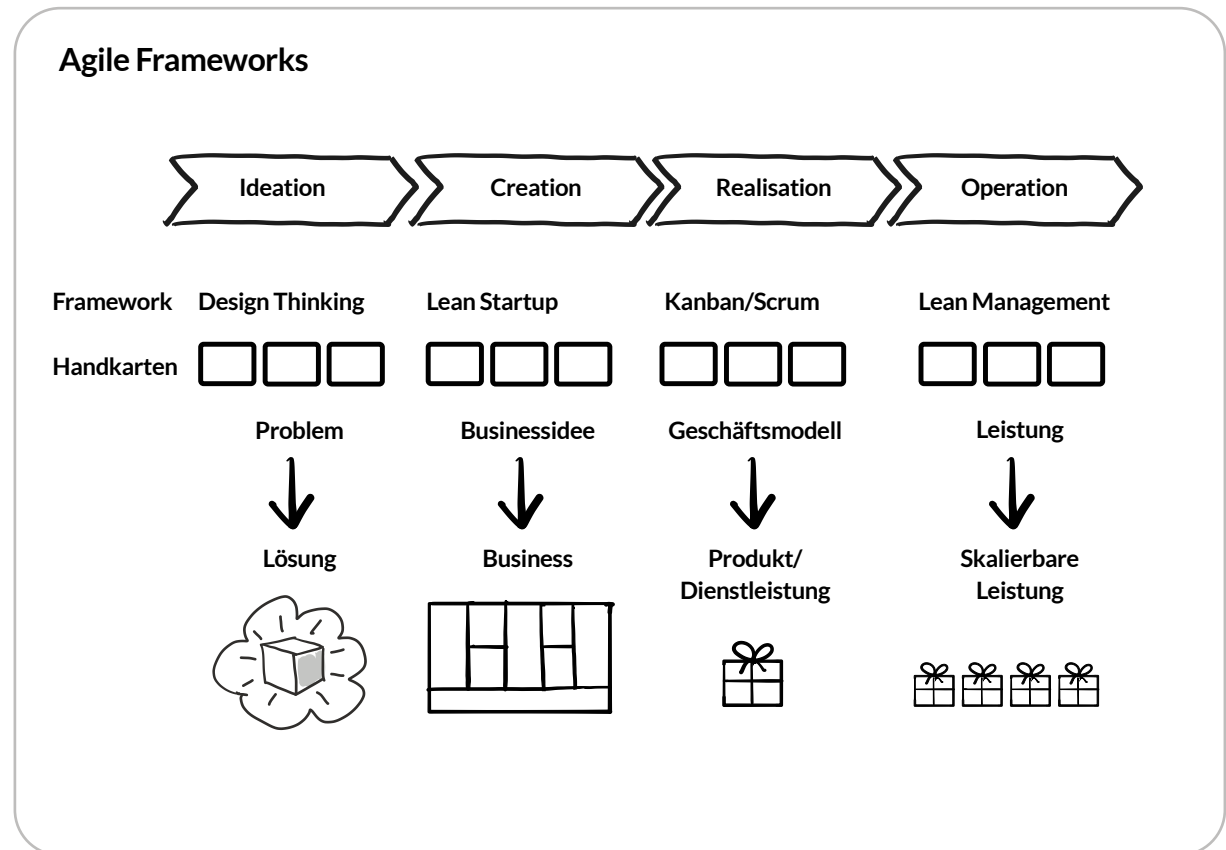 Agile Frameworks
Ideation Creation Realisation Operation
Framework Design Thinking Lean Startup Kanban/Scrum Lean Management
Handkarten
Problem Businessidee Geschäftsmodell Leistung
Lösung Business Produkt/ Skalierbare
Dienstleistung Leistung